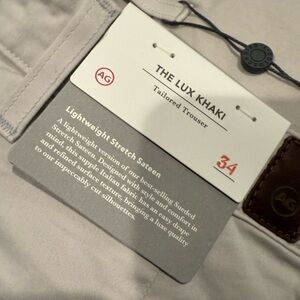 AG
THE LUX KHAKI
Tailored Trouser
34
Lightweight Stretch Sateen
A lightweight version of our best-selling Sueded
Stretch Sateen. Designed with style and comfort in
mind, this supple, Italian fabric has an easy drape
and refined surface texture, bringing a luxe quality
to our impeccably cut silhouettes.
AG